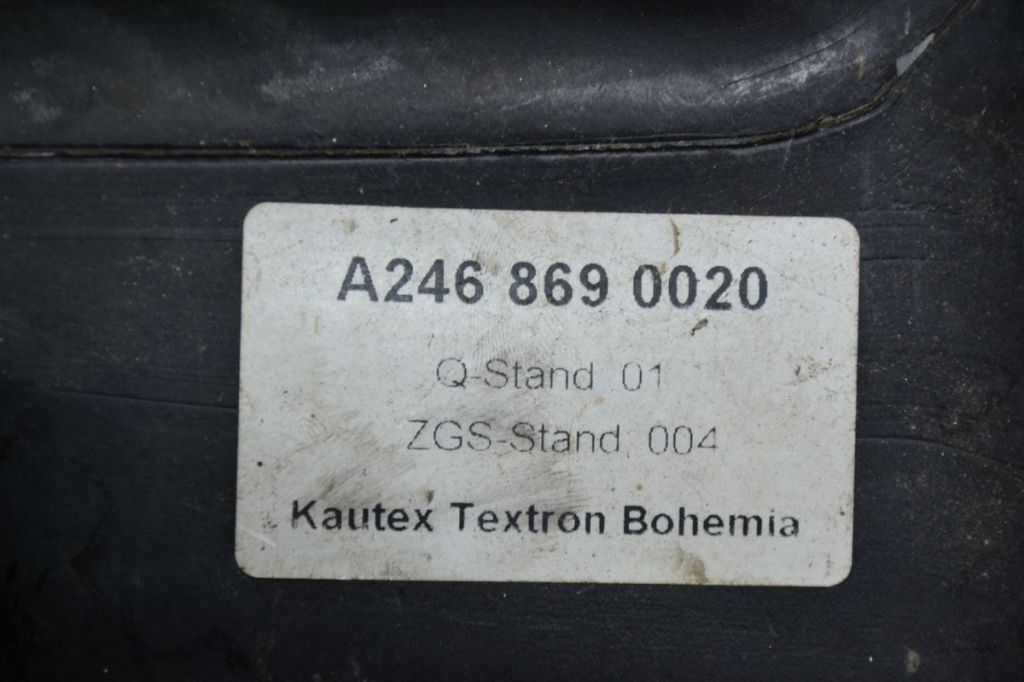 A246 869 0020
Q-Stand 01
ZGS-Stand 004
Kautex Textron Bohemia